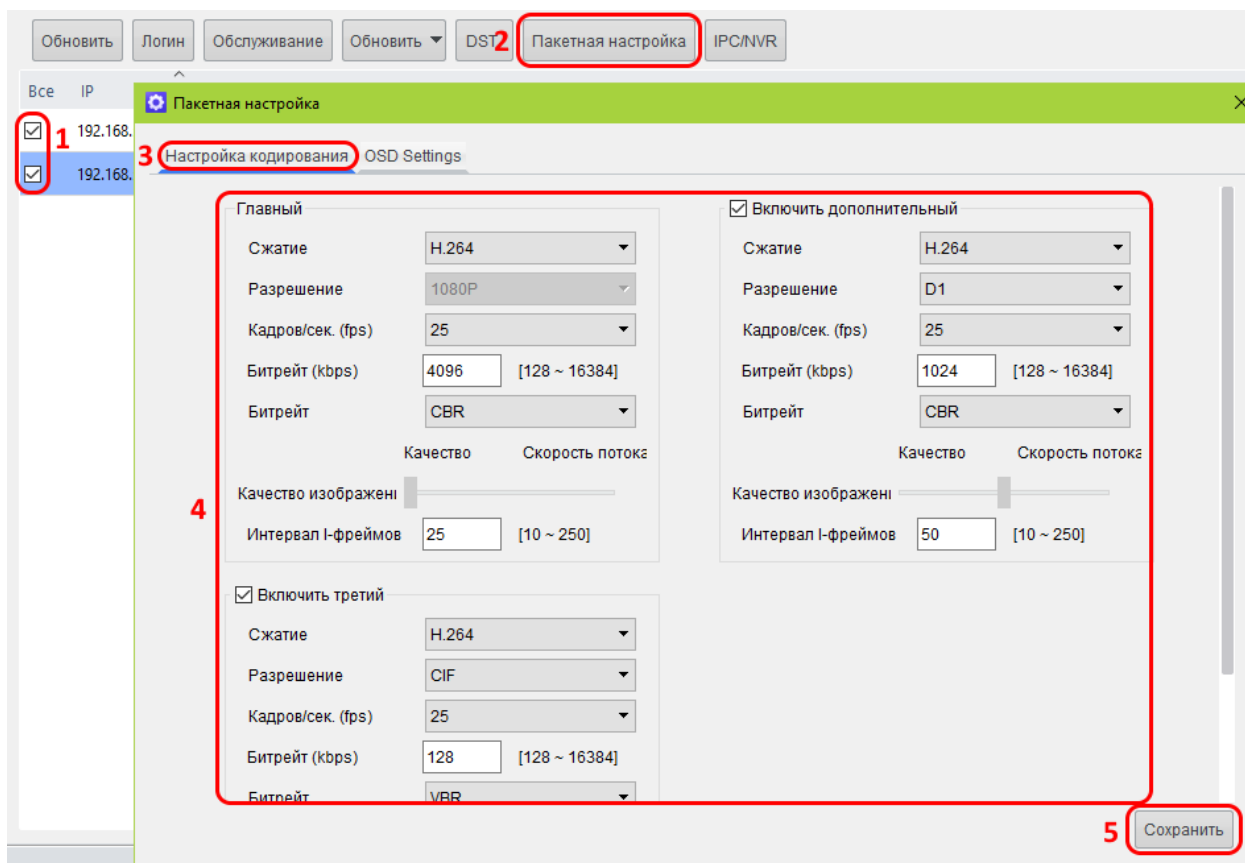 Обновить Логин Обслуживание Обновить DST 2 Пакетная настройка IPC/NVR
Все IP
Пакетная настройка
1 192.168.
3 Настройка кодирования OSD Settings
192.168.
Главный
Сжатие H.264
Разрешение 1080P
Кадров/сек. (fps) 25
Битрейт (kbps) 4096 [128 ~ 16384]
Битрейт CBR
Качество Скорость потока
Качество изображени
Интервал I-фреймов 25 [10 ~ 250]
Включить дополнительный
Сжатие H.264
Разрешение D1
Кадров/сек. (fps) 25
Битрейт (kbps) 1024 [128 ~ 16384]
Битрейт CBR
Качество Скорость потока
Качество изображени
Интервал I-фреймов 50 [10 ~ 250]
4
Включить третий
Сжатие H.264
Разрешение CIF
Кадров/сек. (fps) 25
Битрейт (kbps) 128 [128 ~ 16384]
Битрейт VBR
5 Сохранить